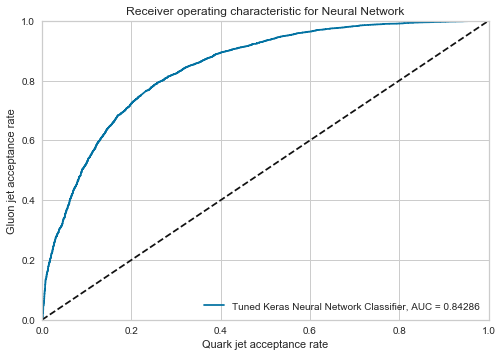 Receiver operating characteristic for Neural Network
1.0
0.8
0.6
0.4
0.2
0.0
Gluon jet acceptance rate
Tuned Keras Neural Network Classifier, AUC = 0.84286
0.0 0.2 0.4 0.6 0.8 1.0
Quark jet acceptance rate